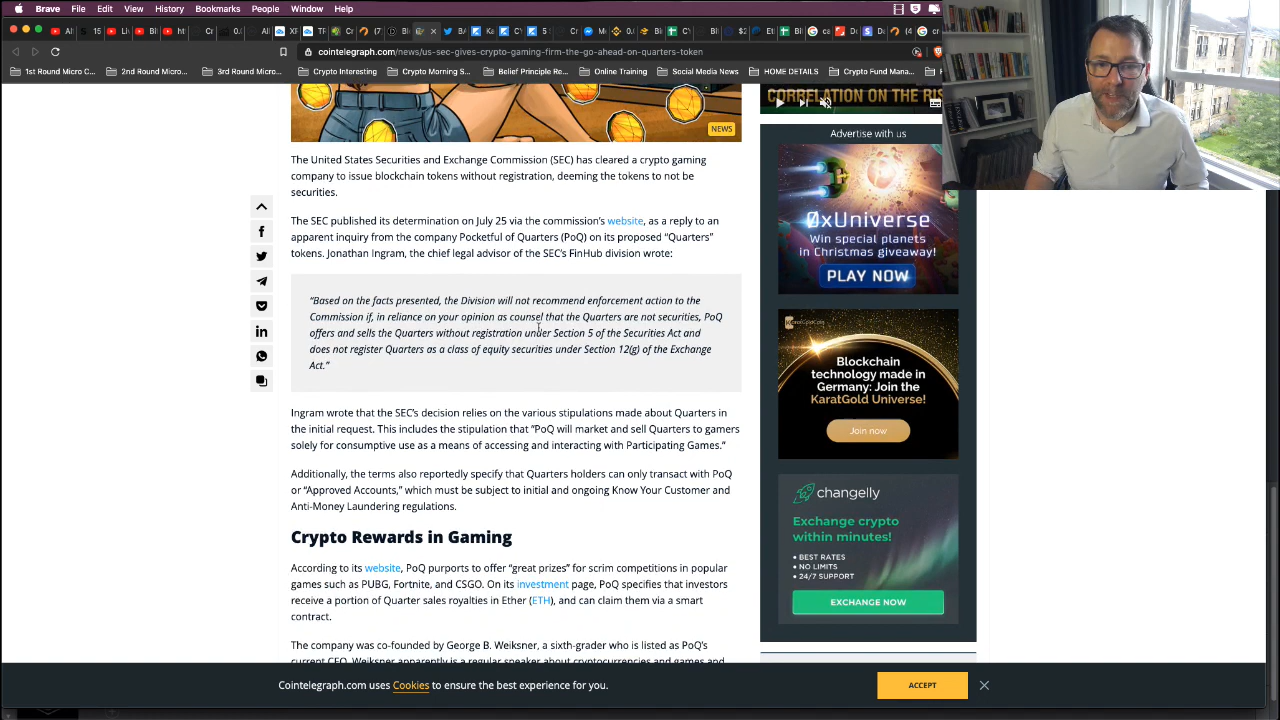 Brave File Edit View History Bookmarks People Window Help
cointelegraph.com/news/us-sec-gives-crypto-gaming-firm-the-go-ahead-on-quarters-token
1st Round Micro C... 2nd Round Micro... 3rd Round Micro... Crypto Interesting Crypto Morning S... Belief Principle Re... Online Training Social Media News HOME DETAILS Crypto Fund Mana...
NEWS
CORRELATION ON THE RIS
The United States Securities and Exchange Commission (SEC) has cleared a crypto gaming
company to issue blockchain tokens without registration, deeming the tokens to not be
securities.
The SEC published its determination on July 25 via the commission's website, as a reply to an
apparent inquiry from the company Pocketful of Quarters (PoQ) on its proposed "Quarters"
tokens. Jonathan Ingram, the chief legal advisor of the SEC's FinHub division wrote:
"Based on the facts presented, the Division will not recommend enforcement action to the
Commission if, in reliance on your opinion as counsel that the Quarters are not securities, PoQ
offers and sells the Quarters without registration under Section 5 of the Securities Act and
does not register Quarters as a class of equity securities under Section 12(g) of the Exchange
Act."
Ingram wrote that the SEC's decision relies on the various stipulations made about Quarters in
the initial request. This includes the stipulation that "PoQ will market and sell Quarters to gamers
solely for consumptive use as a means of accessing and interacting with Participating Games."
Additionally, the terms also reportedly specify that Quarters holders can only transact with PoQ
or "Approved Accounts," which must be subject to initial and ongoing Know Your Customer and
Anti-Money Laundering regulations.
Crypto Rewards in Gaming
According to its website, PoQ purports to offer "great prizes" for scrim competitions in popular
games such as PUBG, Fortnite, and CSGO. On its investment page, PoQ specifies that investors
receive a portion of Quarter sales royalties in Ether (ETH), and can claim them via a smart
contract.
The company was co-founded by George B. Weiksner, a sixth-grader who is listed as PoQ's
current CEO. Weiksner apparently is a regular speaker about cryptocurrencies and games and
Advertise with us
0xUniverse
Win special planets
in Christmas giveaway!
PLAY NOW
KaratGoldCoin
Blockchain
technology made in
Germany: Join the
KaratGold Universe!
Join now
changelly
Exchange crypto
within minutes!
• BEST RATES
• NO LIMITS
• 24/7 SUPPORT
EXCHANGE NOW
Cointelegraph.com uses Cookies to ensure the best experience for you.
ACCEPT